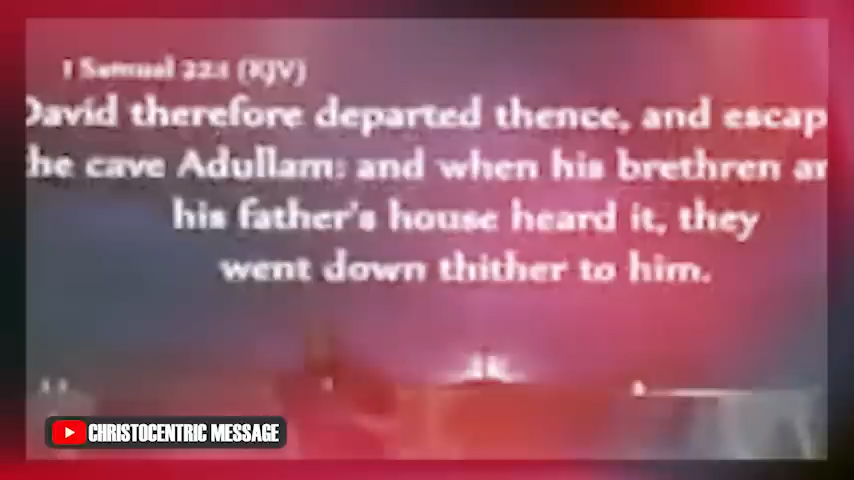 1 Samuel 22:1 (KJV)
David therefore departed thence, and escap
he cave Adullam: and when his brethren an
his father's house heard it, they
went down thither to him.
CHRISTOCENTRIC MESSAGE